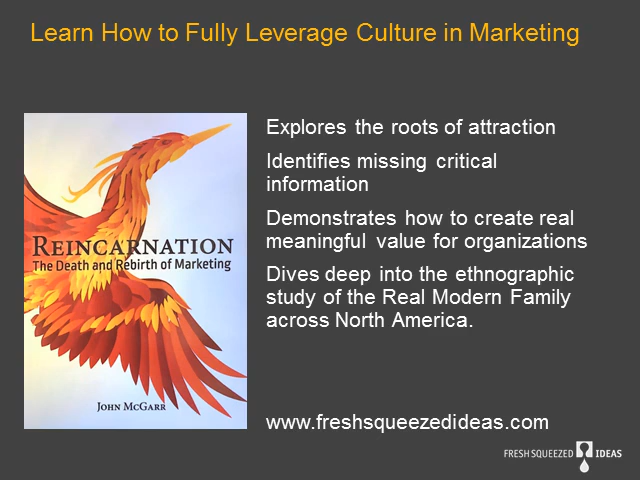 Learn How to Fully Leverage Culture in Marketing
REINCARNATION
The Death and Rebirth of Marketing
JOHN MCGARR
Explores the roots of attraction
Identifies missing critical
information
Demonstrates how to create real
meaningful value for organizations
Dives deep into the ethnographic
study of the Real Modern Family
across North America.
www.freshsqueezedideas.com
FRESH SQUEEZED IDEAS